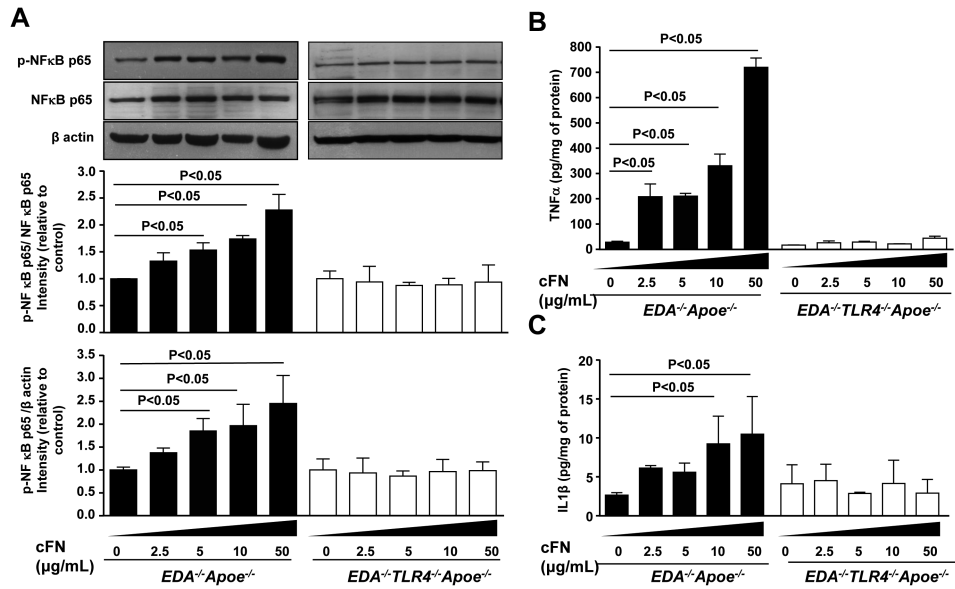 A
p-NFκB p65
NFκB p65
β actin
p-NF κB p65/ NF κB p65
Intensity (relative to
control)
3.0
2.5
2.0
1.5
1.0
0.5
0.0
P<0.05
P<0.05
P<0.05
p-NF κB p65 /β actin
Intensity (relative to
control)
3.5
3.0
2.5
2.0
1.5
1.0
0.5
0.0
P<0.05
P<0.05
P<0.05
cFN
(μg/mL)
0 2.5 5 10 50 0 2.5 5 10 50
EDA-/-Apoe-/- EDA-/-TLR4-/-Apoe-/-
B
TNFα (pg/mg of protein)
800
700
600
500
400
300
200
100
0
P<0.05
P<0.05
P<0.05
P<0.05
cFN
(μg/mL)
0 2.5 5 10 50 0 2.5 5 10 50
EDA-/-Apoe-/- EDA-/-TLR4-/-Apoe-/-
C
IL1β (pg/mg of protein)
20
15
10
5
0
P<0.05
P<0.05
cFN
(μg/mL)
0 2.5 5 10 50 0 2.5 5 10 50
EDA-/-Apoe-/- EDA-/-TLR4-/-Apoe-/-